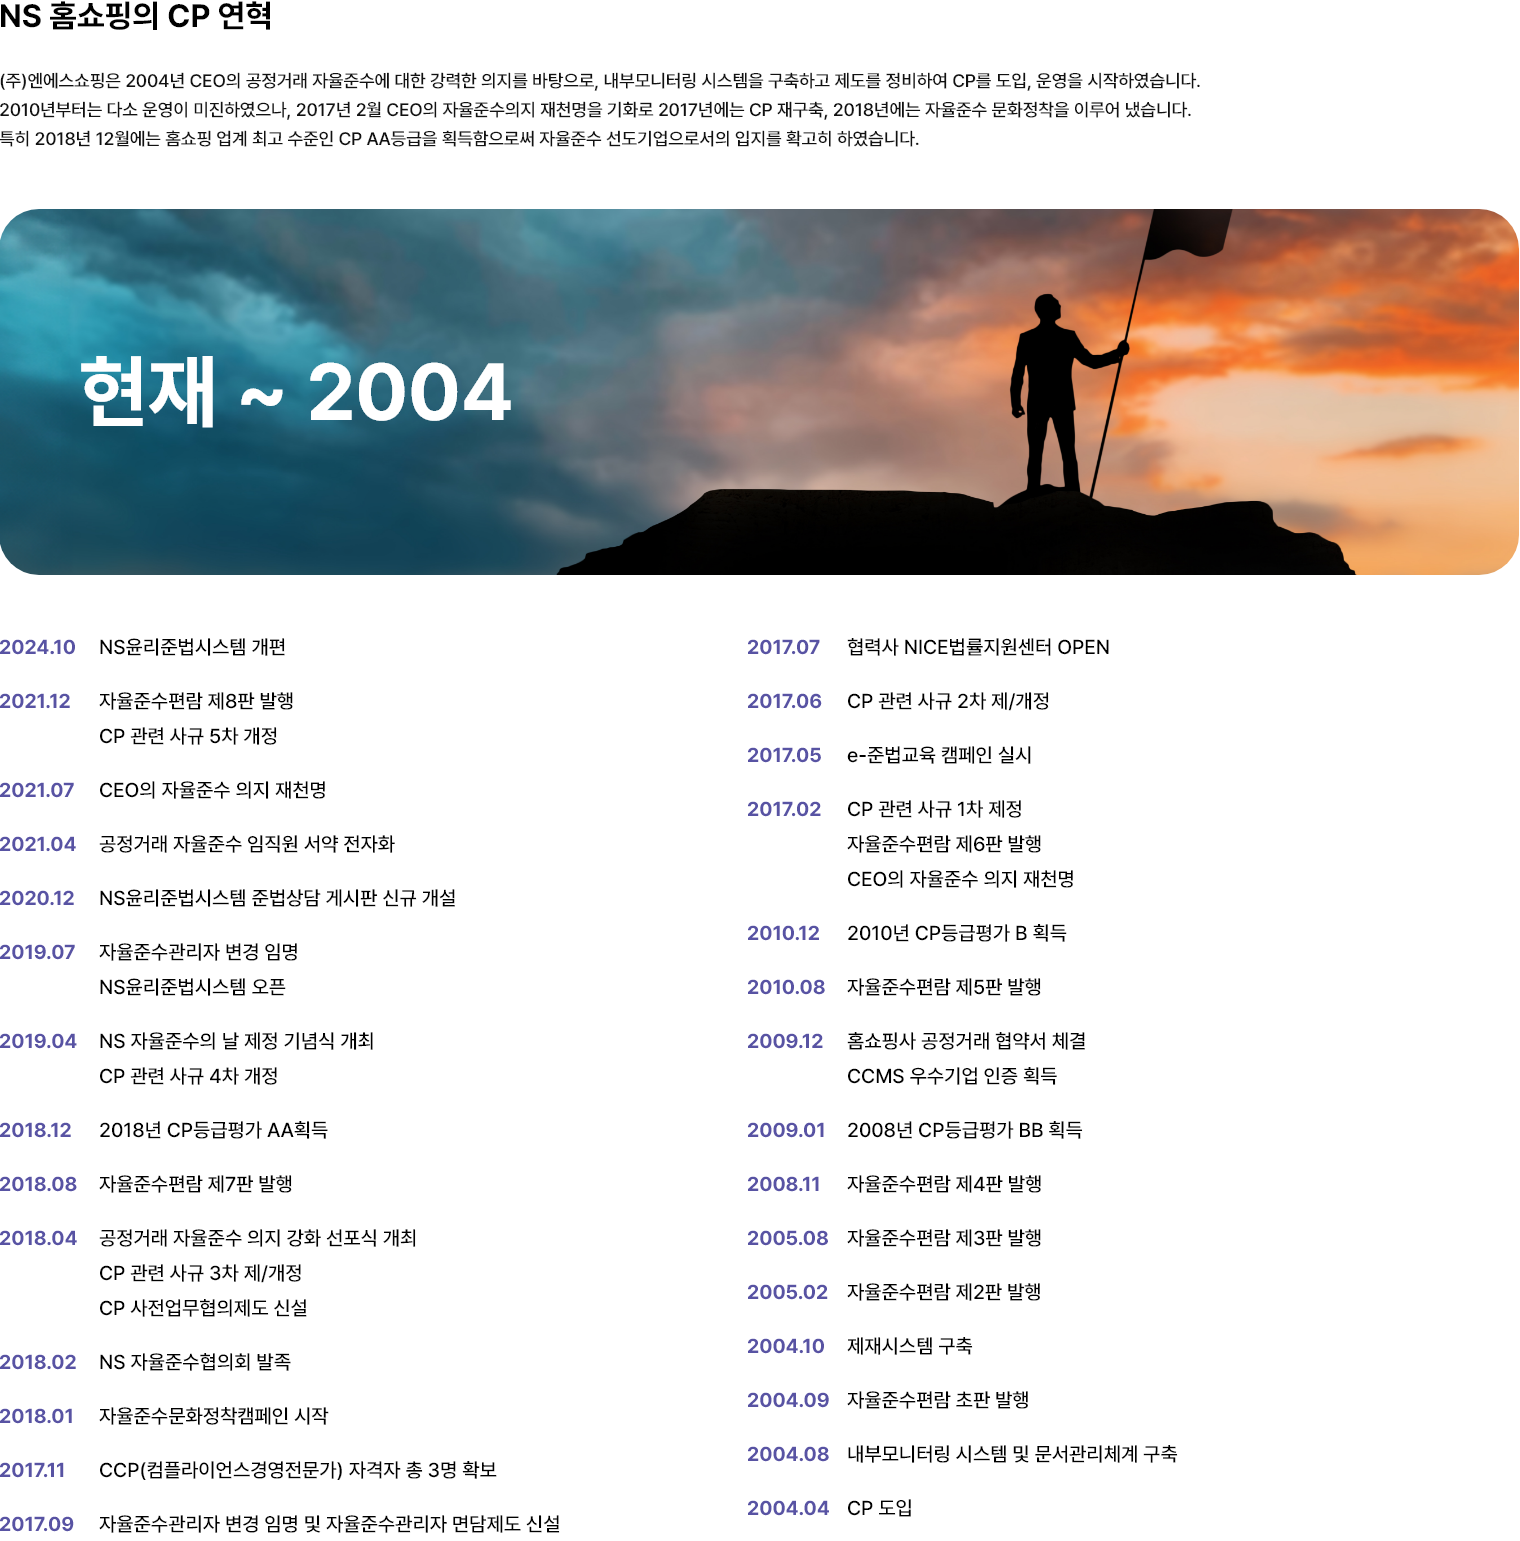 NS 홈쇼핑의 CP 연혁
(주)엔에스쇼핑은 2004년 CEO의 공정거래 자율준수에 대한 강력한 의지를 바탕으로, 내부모니터링 시스템을 구축하고 제도를 정비하여 CP를 도입, 운영을 시작하였습니다.
2010년부터는 다소 운영이 미진하였으나, 2017년 2월 CEO의 자율준수의지 재천명을 기화로 2017년에는 CP 재구축, 2018년에는 자율준수 문화정착을 이루어 냈습니다.
특히 2018년 12월에는 홈쇼핑 업계 최고 수준인 CP AA등급을 획득함으로써 자율준수 선도기업으로서의 입지를 확고히 하였습니다.
현재 ~ 2004
2024.10 NS윤리준법시스템 개편
2021.12 자율준수편람 제8판 발행
CP 관련 사규 5차 개정
2021.07 CEO의 자율준수 의지 재천명
2021.04 공정거래 자율준수 임직원 서약 전자화
2020.12 NS윤리준법시스템 준법상담 게시판 신규 개설
2019.07 자율준수관리자 변경 임명
NS윤리준법시스템 오픈
2019.04 NS 자율준수의 날 제정 기념식 개최
CP 관련 사규 4차 개정
2018.12 2018년 CP등급평가 AA획득
2018.08 자율준수편람 제7판 발행
2018.04 공정거래 자율준수 의지 강화 선포식 개최
CP 관련 사규 3차 제/개정
CP 사전업무협의제도 신설
2018.02 NS 자율준수협의회 발족
2018.01 자율준수문화정착캠페인 시작
2017.11 CCP(컴플라이언스경영전문가) 자격자 총 3명 확보
2017.09 자율준수관리자 변경 임명 및 자율준수관리자 면담제도 신설
2017.07 협력사 NICE법률지원센터 OPEN
2017.06 CP 관련 사규 2차 제/개정
2017.05 e-준법교육 캠페인 실시
2017.02 CP 관련 사규 1차 제정
자율준수편람 제6판 발행
CEO의 자율준수 의지 재천명
2010.12 2010년 CP등급평가 B 획득
2010.08 자율준수편람 제5판 발행
2009.12 홈쇼핑사 공정거래 협약서 체결
CCMS 우수기업 인증 획득
2009.01 2008년 CP등급평가 BB 획득
2008.11 자율준수편람 제4판 발행
2005.08 자율준수편람 제3판 발행
2005.02 자율준수편람 제2판 발행
2004.10 제재시스템 구축
2004.09 자율준수편람 초판 발행
2004.08 내부모니터링 시스템 및 문서관리체계 구축
2004.04 CP 도입